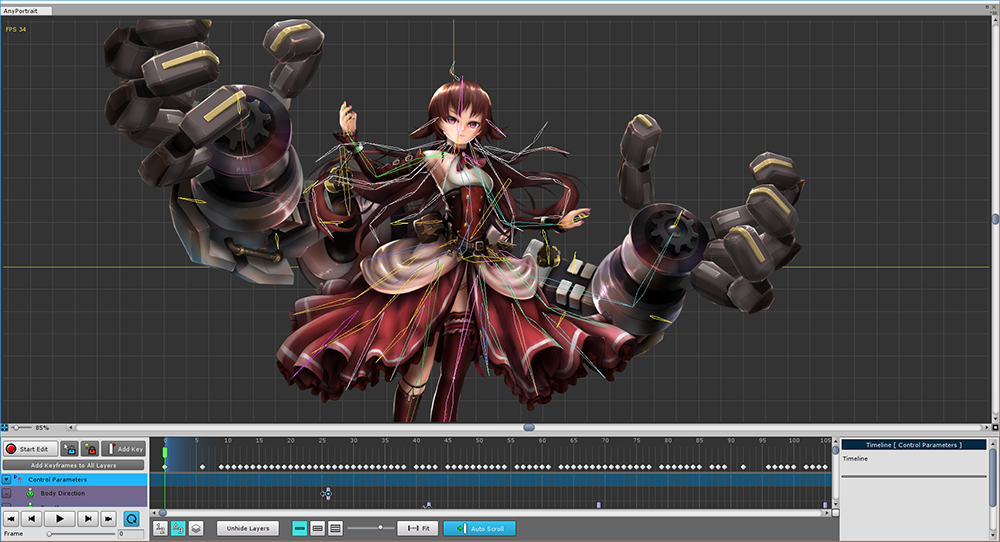 AnyPortrait
FPS 34
85%
Start Edit
Add Key
Add Keyframes to All Layers
Control Parameters
Body Direction
Frame
0
0 5 10 15 20 25 30 35 40 45 50 55 60 65 70 75 80 85 90 95 100 105
Unhide Layers
Fit
Auto Scroll
Timeline [ Control Parameters ]
Timeline